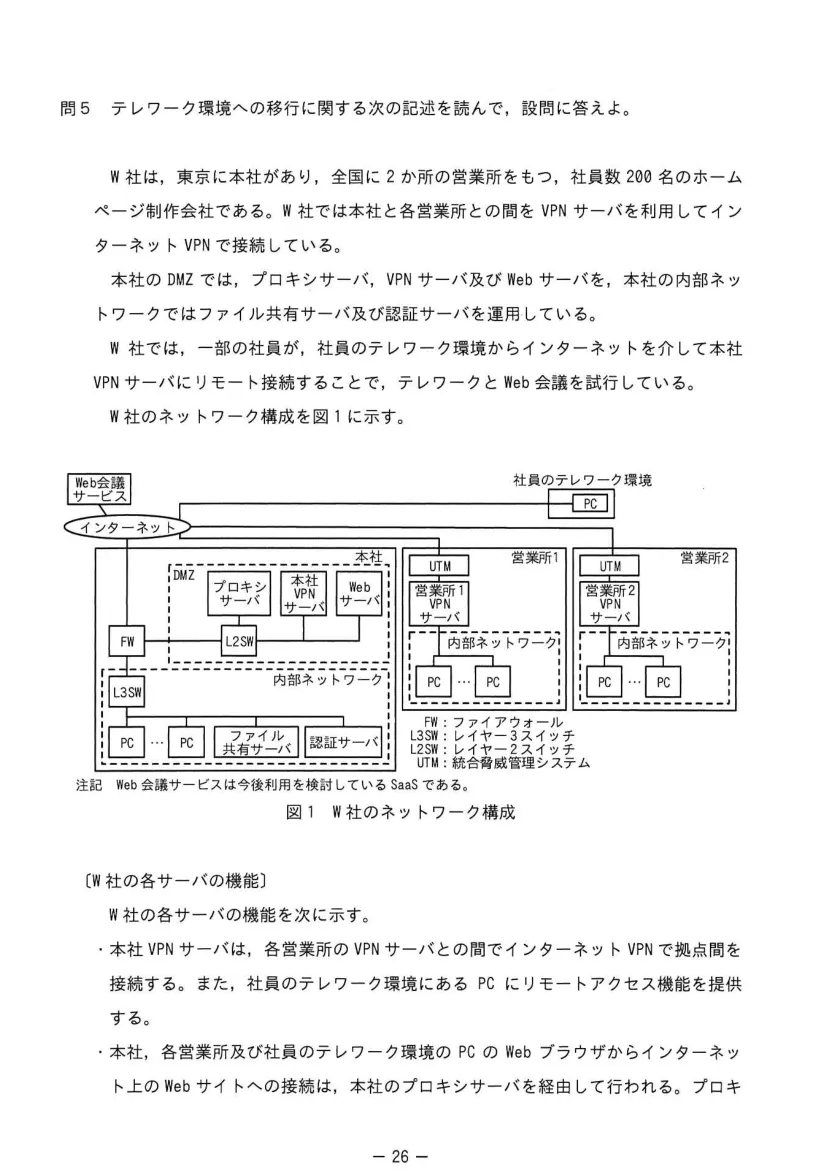 問5 テレワーク環境への移行に関する次の記述を読んで，設問に答えよ。
W 社は，東京に本社があり，全国に 2 か所の営業所をもつ，社員数 200 名のホーム
ページ制作会社である。W 社では本社と各営業所との間を VPN サーバを利用してイン
ターネット VPN で接続している。
本社の DMZ では，プロキシサーバ，VPN サーバ及び Web サーバを，本社の内部ネッ
トワークではファイル共有サーバ及び認証サーバを運用している。
W 社では，一部の社員が，社員のテレワーク環境からインターネットを介して本社
VPN サーバにリモート接続することで，テレワークと Web 会議を試行している。
W 社のネットワーク構成を図 1 に示す。
Web会議
サービス
社員のテレワーク環境
PC
インターネット
本社
DMZ
プロキシ
サーバ
本社
VPN
サーバ
Web
サーバ
FW
L2SW
内部ネットワーク
L3SW
PC
…
PC
ファイル
共有サーバ
認証サーバ
営業所1
UTM
営業所1
VPN
サーバ
内部ネットワーク
PC
…
PC
営業所2
UTM
営業所2
VPN
サーバ
内部ネットワーク
PC
…
PC
FW：ファイアウォール
L3SW：レイヤー3スイッチ
L2SW：レイヤー2スイッチ
UTM：統合脅威管理システム
注記 Web 会議サービスは今後利用を検討している SaaS である。
図 1 W 社のネットワーク構成
〔W 社の各サーバの機能〕
W 社の各サーバの機能を次に示す。
・本社 VPN サーバは，各営業所の VPN サーバとの間でインターネット VPN で拠点間を
接続する。また，社員のテレワーク環境にある PC にリモートアクセス機能を提供
する。
・本社，各営業所及び社員のテレワーク環境の PC の Web ブラウザからインターネッ
ト上の Web サイトへの接続は，本社のプロキシサーバを経由して行われる。プロキ
― 26 ―